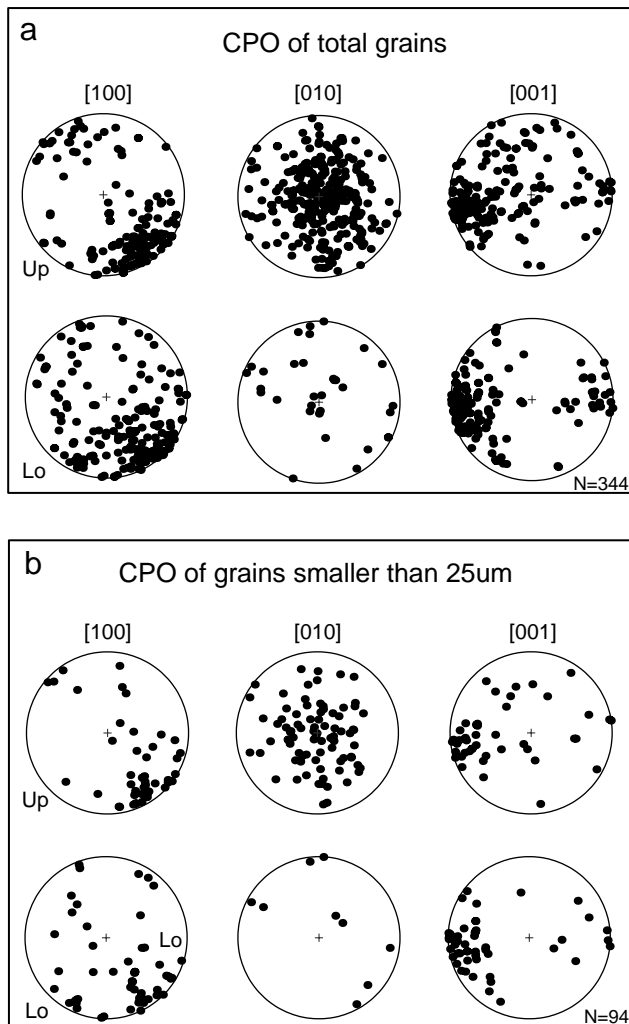 a
CPO of total grains
[100] [010] [001]
Up
Lo
N=344
b
CPO of grains smaller than 25um
[100] [010] [001]
Up
Lo
Lo
N=94